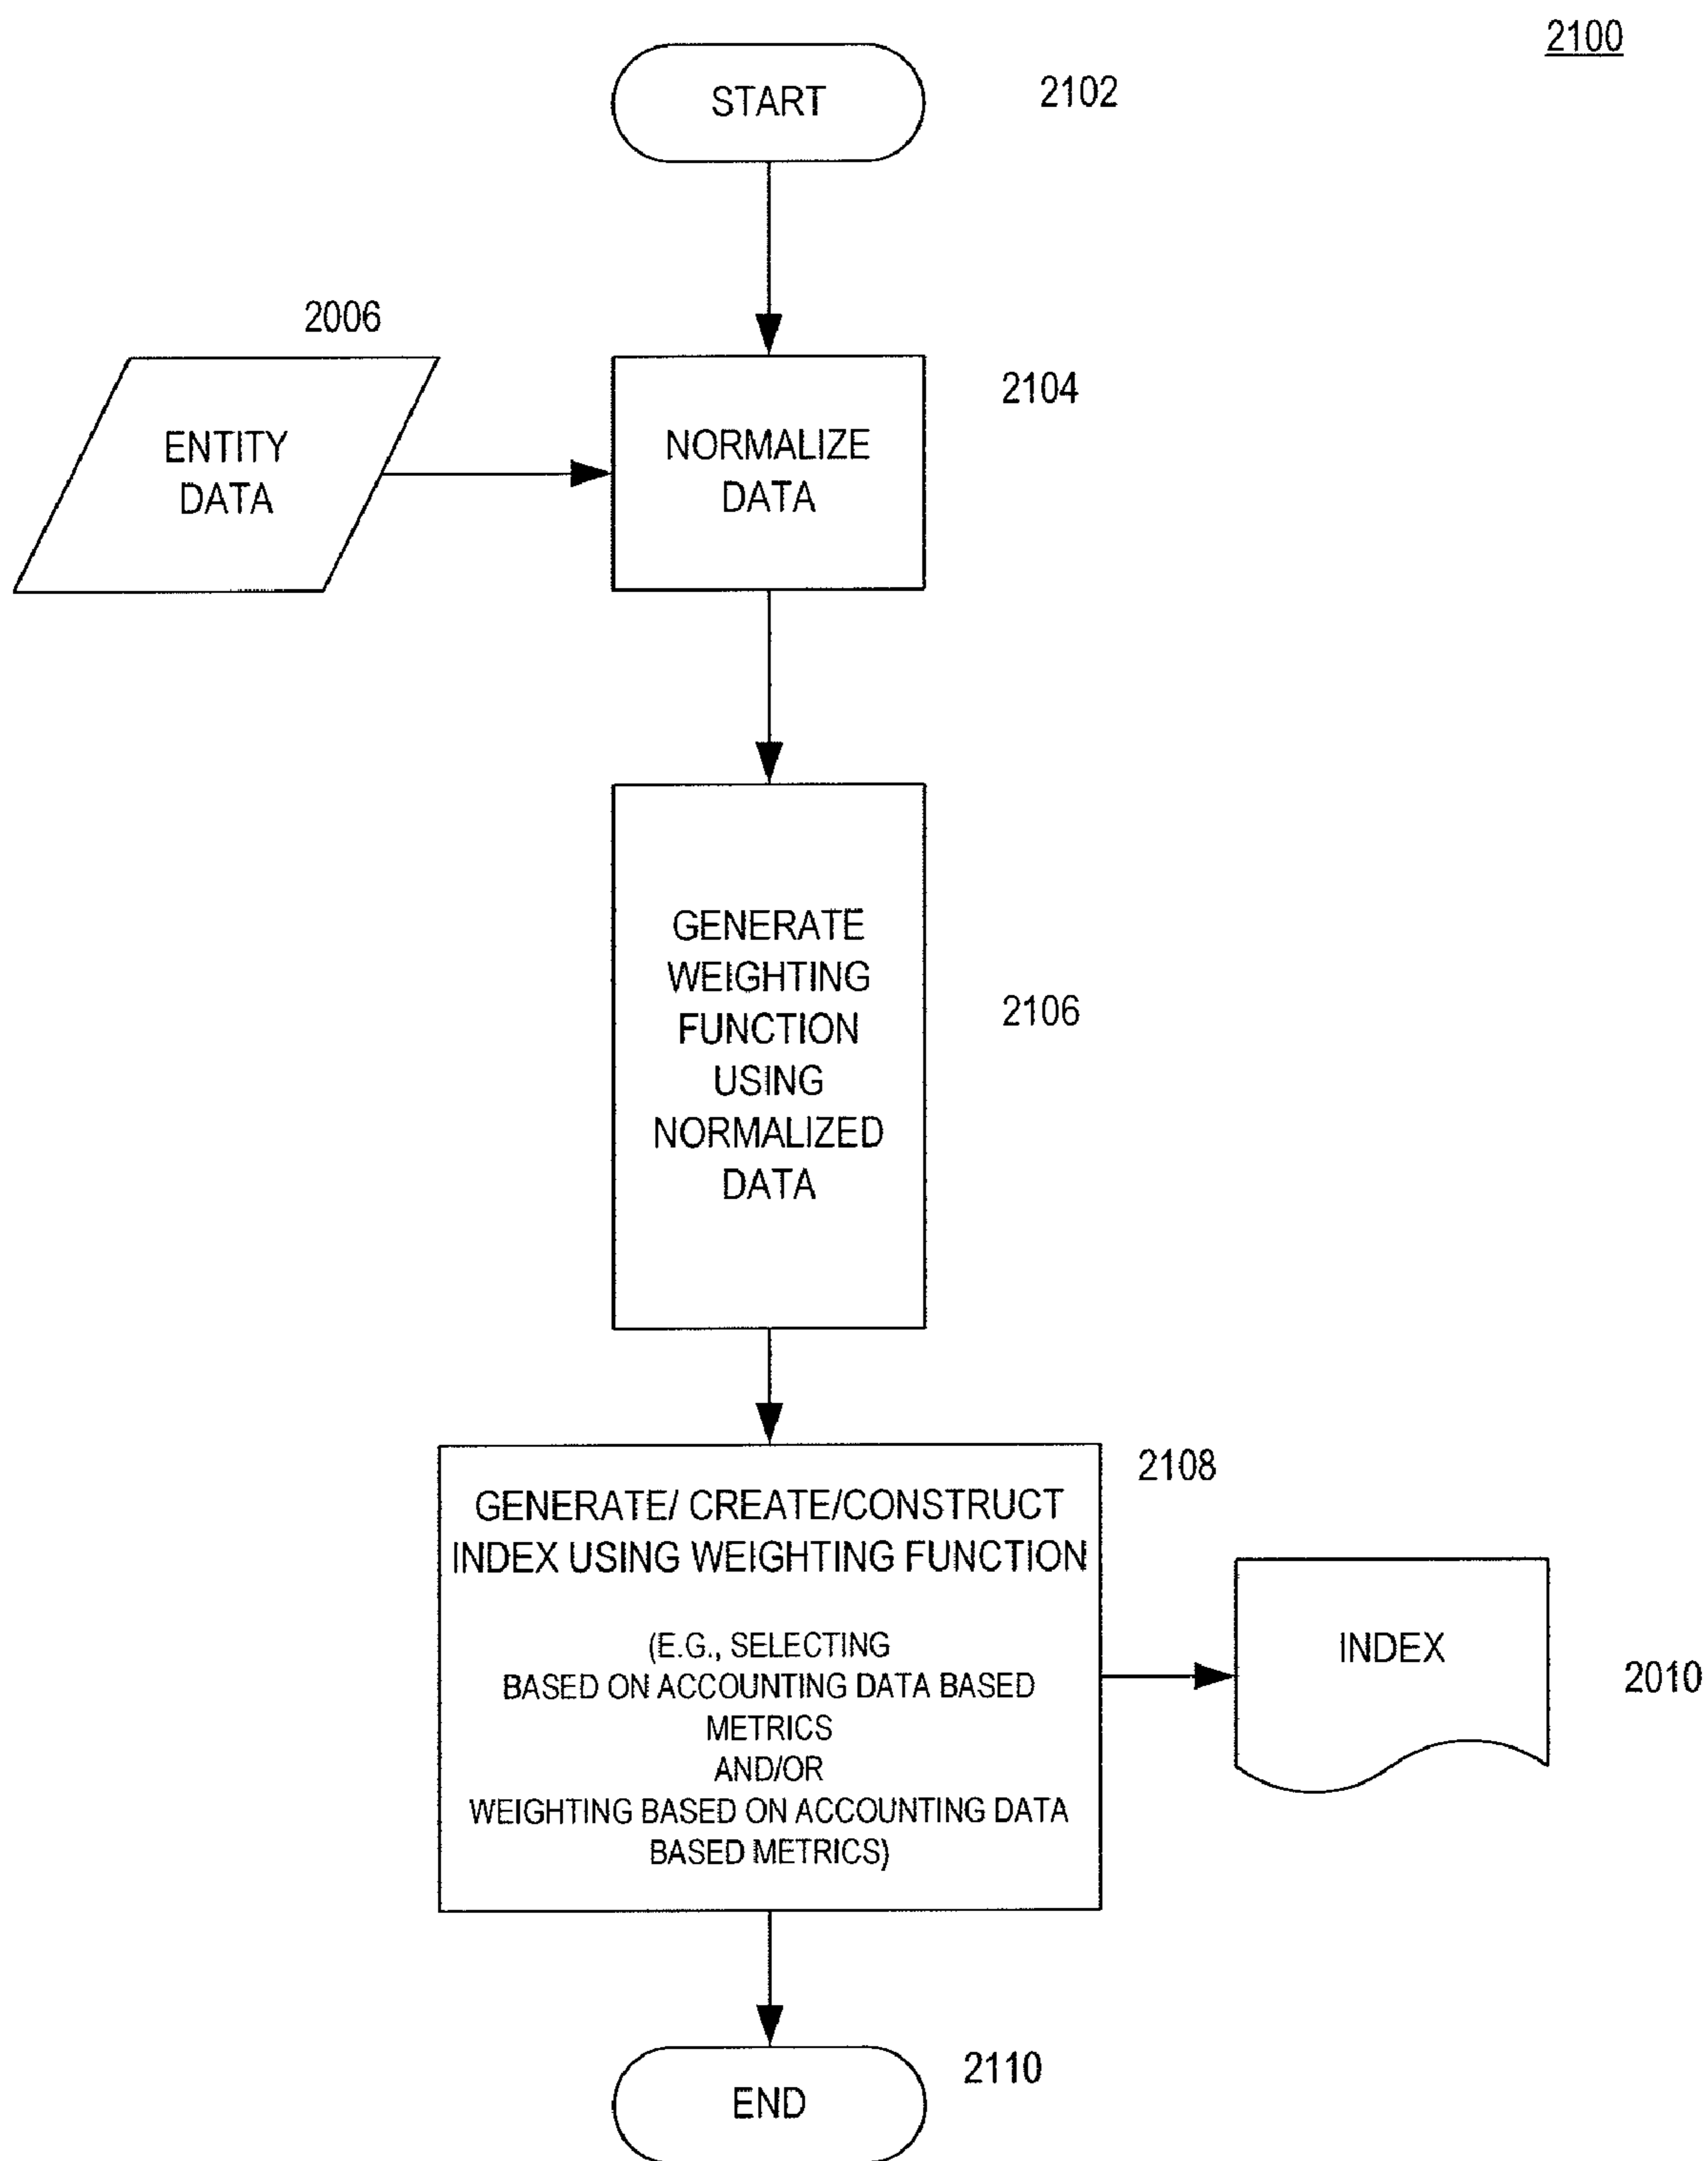 2100
START
2102
2006
ENTITY
DATA
NORMALIZE
DATA
2104
GENERATE
WEIGHTING
FUNCTION
USING
NORMALIZED
DATA
2106
GENERATE/ CREATE/CONSTRUCT
INDEX USING WEIGHTING FUNCTION
(E.G., SELECTING
BASED ON ACCOUNTING DATA BASED
METRICS
AND/OR
WEIGHTING BASED ON ACCOUNTING DATA
BASED METRICS)
2108
INDEX
2010
END
2110